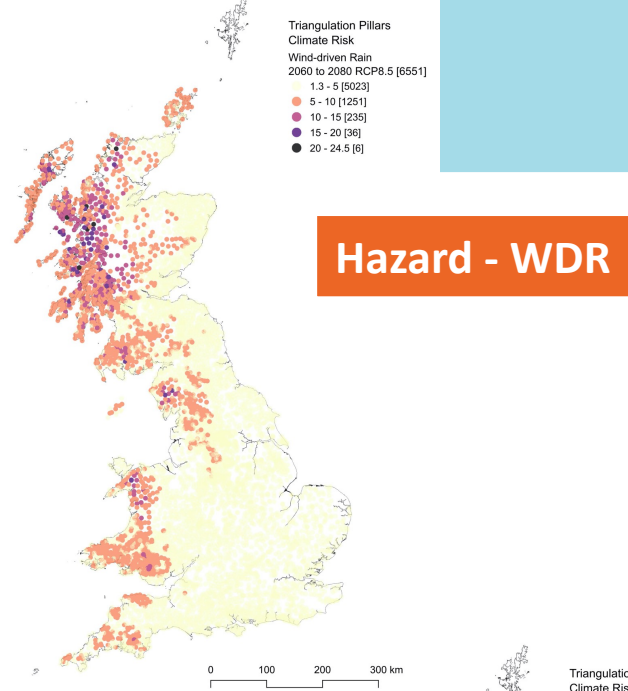 Triangulation Pillars
Climate Risk
Wind-driven Rain
2060 to 2080 RCP8.5 [6551]
1.3 - 5 [5023]
5 - 10 [1251]
10 - 15 [235]
15 - 20 [36]
20 - 24.5 [6]
Hazard - WDR
0 100 200 300 km
Climate Ris